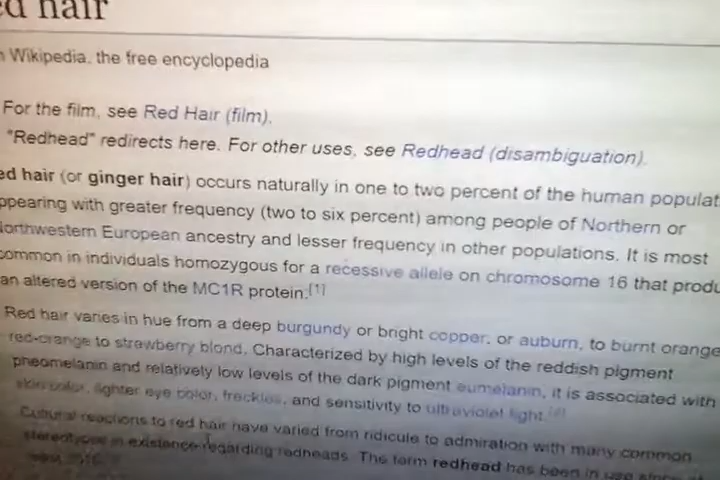 ed hair
n Wikipedia, the free encyclopedia
For the film, see Red Hair (film).
"Redhead" redirects here. For other uses, see Redhead (disambiguation).
ed hair (or ginger hair) occurs naturally in one to two percent of the human populat
ppearing with greater frequency (two to six percent) among people of Northern or
orthwestern European ancestry and lesser frequency in other populations. It is most
ommon in individuals homozygous for a recessive allele on chromosome 16 that produ
an altered version of the MC1R protein.[1]
Red hair varies in hue from a deep burgundy or bright copper, or auburn, to burnt orange
red-orange to strawberry blond. Characterized by high levels of the reddish pigment
pheomelanin and relatively low levels of the dark pigment eumelanin, it is associated with
skin color, lighter eye color, freckles, and sensitivity to ultraviolet light.[2]
Cultural reactions to red hair have varied from ridicule to admiration with many common
stereotypes in existence regarding redheads. The term redhead has been in use since